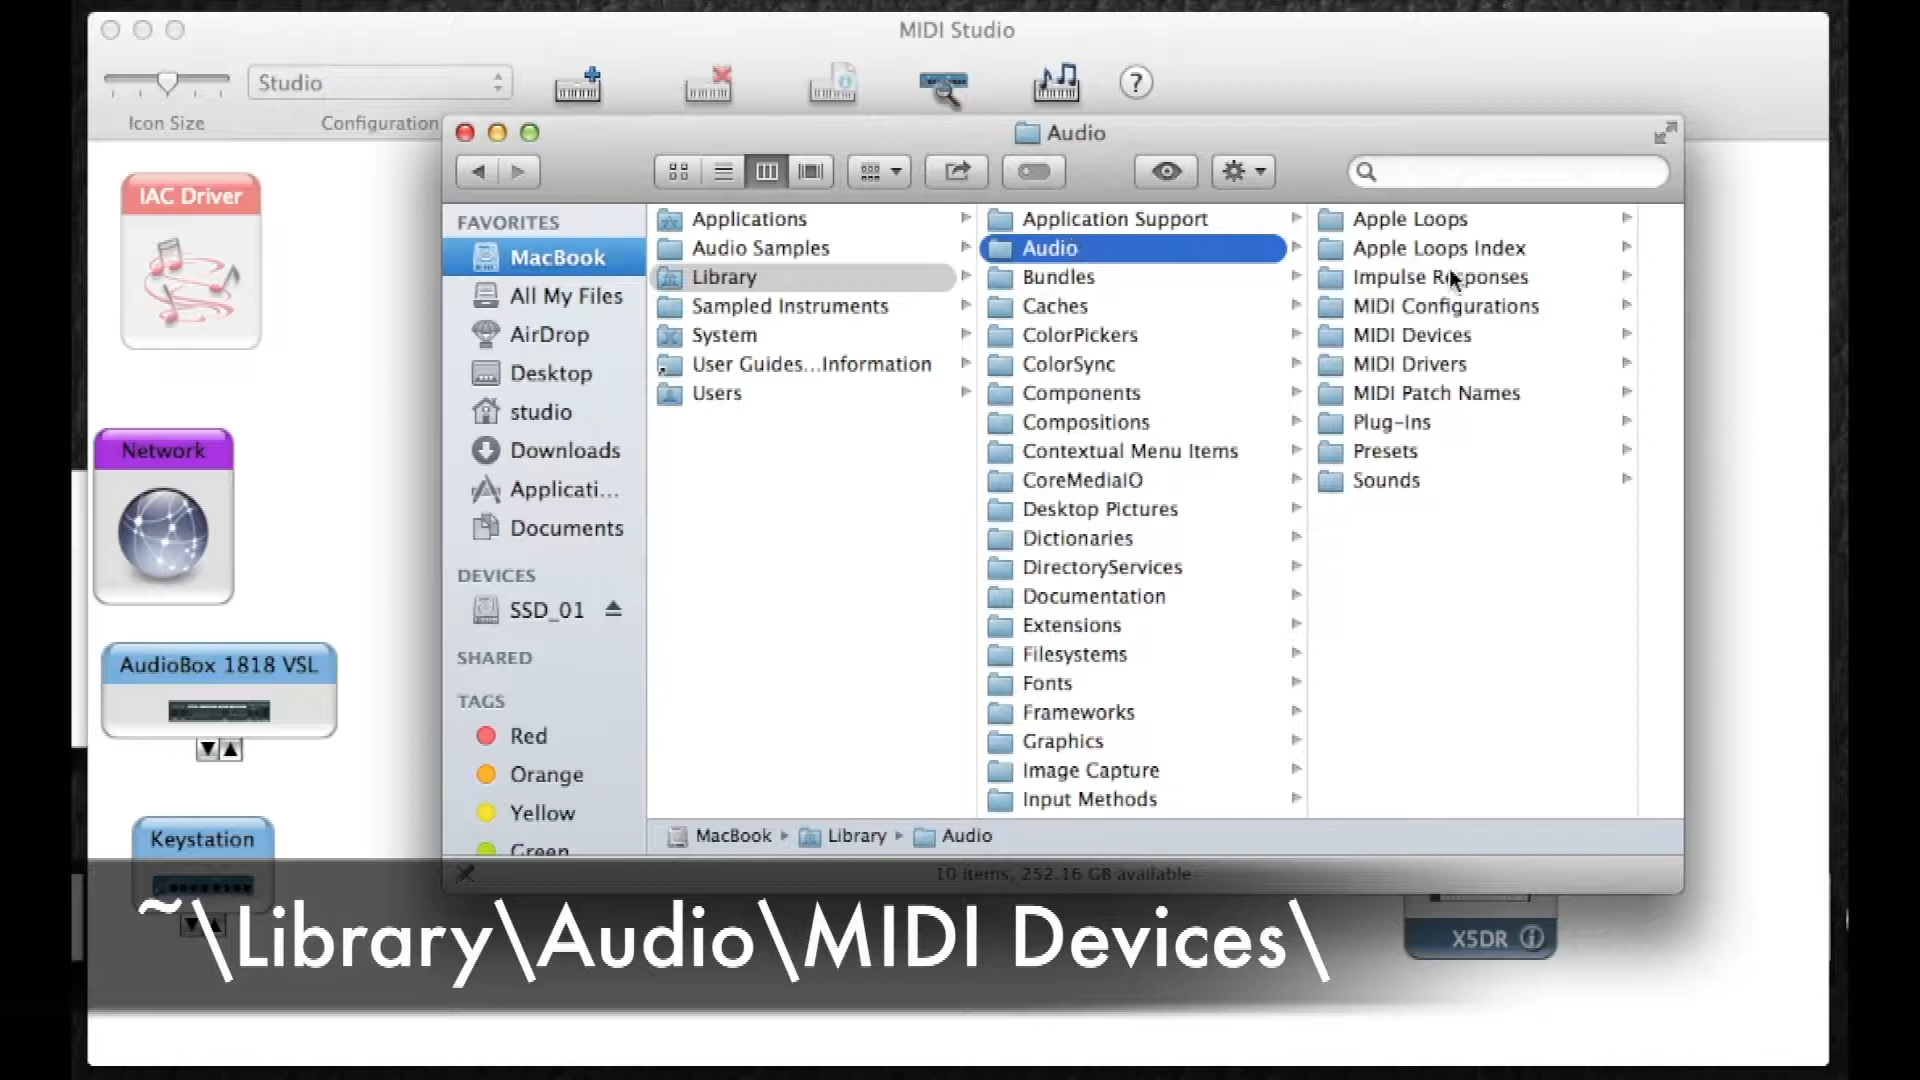 MIDI Studio
Studio
?
Icon Size
Configuration
Audio
IAC Driver
Network
AudioBox 1818 VSL
Keystation
FAVORITES
MacBook
All My Files
AirDrop
Desktop
studio
Downloads
Applicati...
Documents
DEVICES
SSD_01
SHARED
TAGS
Red
Orange
Yellow
Green
Applications
Audio Samples
Library
Sampled Instruments
System
User Guides...Information
Users
Application Support
Audio
Bundles
Caches
ColorPickers
ColorSync
Components
Compositions
Contextual Menu Items
CoreMediaIO
Desktop Pictures
Dictionaries
DirectoryServices
Documentation
Extensions
Filesystems
Fonts
Frameworks
Graphics
Image Capture
Input Methods
Apple Loops
Apple Loops Index
Impulse Responses
MIDI Configurations
MIDI Devices
MIDI Drivers
MIDI Patch Names
Plug-Ins
Presets
Sounds
MacBook Library Audio
10 items, 252.16 GB available
~\Library\Audio\MIDI Devices\
X5DR